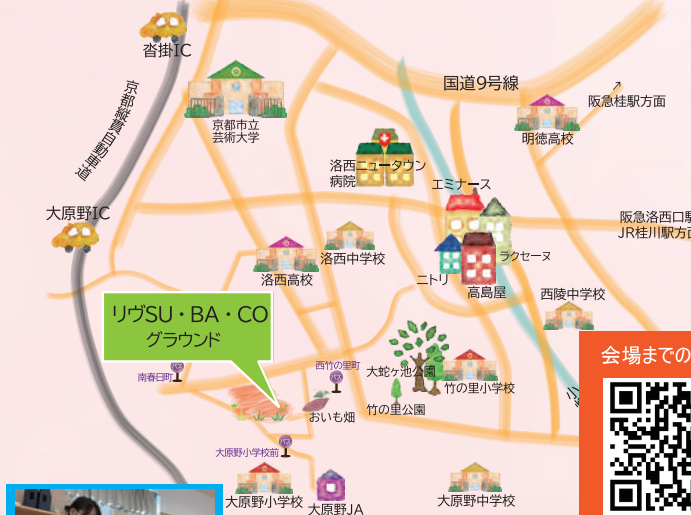 沓掛IC
国道9号線
阪急桂駅方面
京都縦貫自動車道
京都市立
芸術大学
明徳高校
洛西ニュータウン
病院
エミナース
大原野IC
阪急洛西口駅
JR桂川駅方面
洛西中学校
ラクセーヌ
洛西高校
ニトリ
高島屋
西陵中学校
リヴSU・BA・CO
グラウンド
会場までの
西竹の里町
バス
大蛇ヶ池公園
南春日町
バス
竹の里小学校
小
おいも畑
竹の里公園
バス
大原野小学校前
大原野小学校
大原野JA
大原野中学校